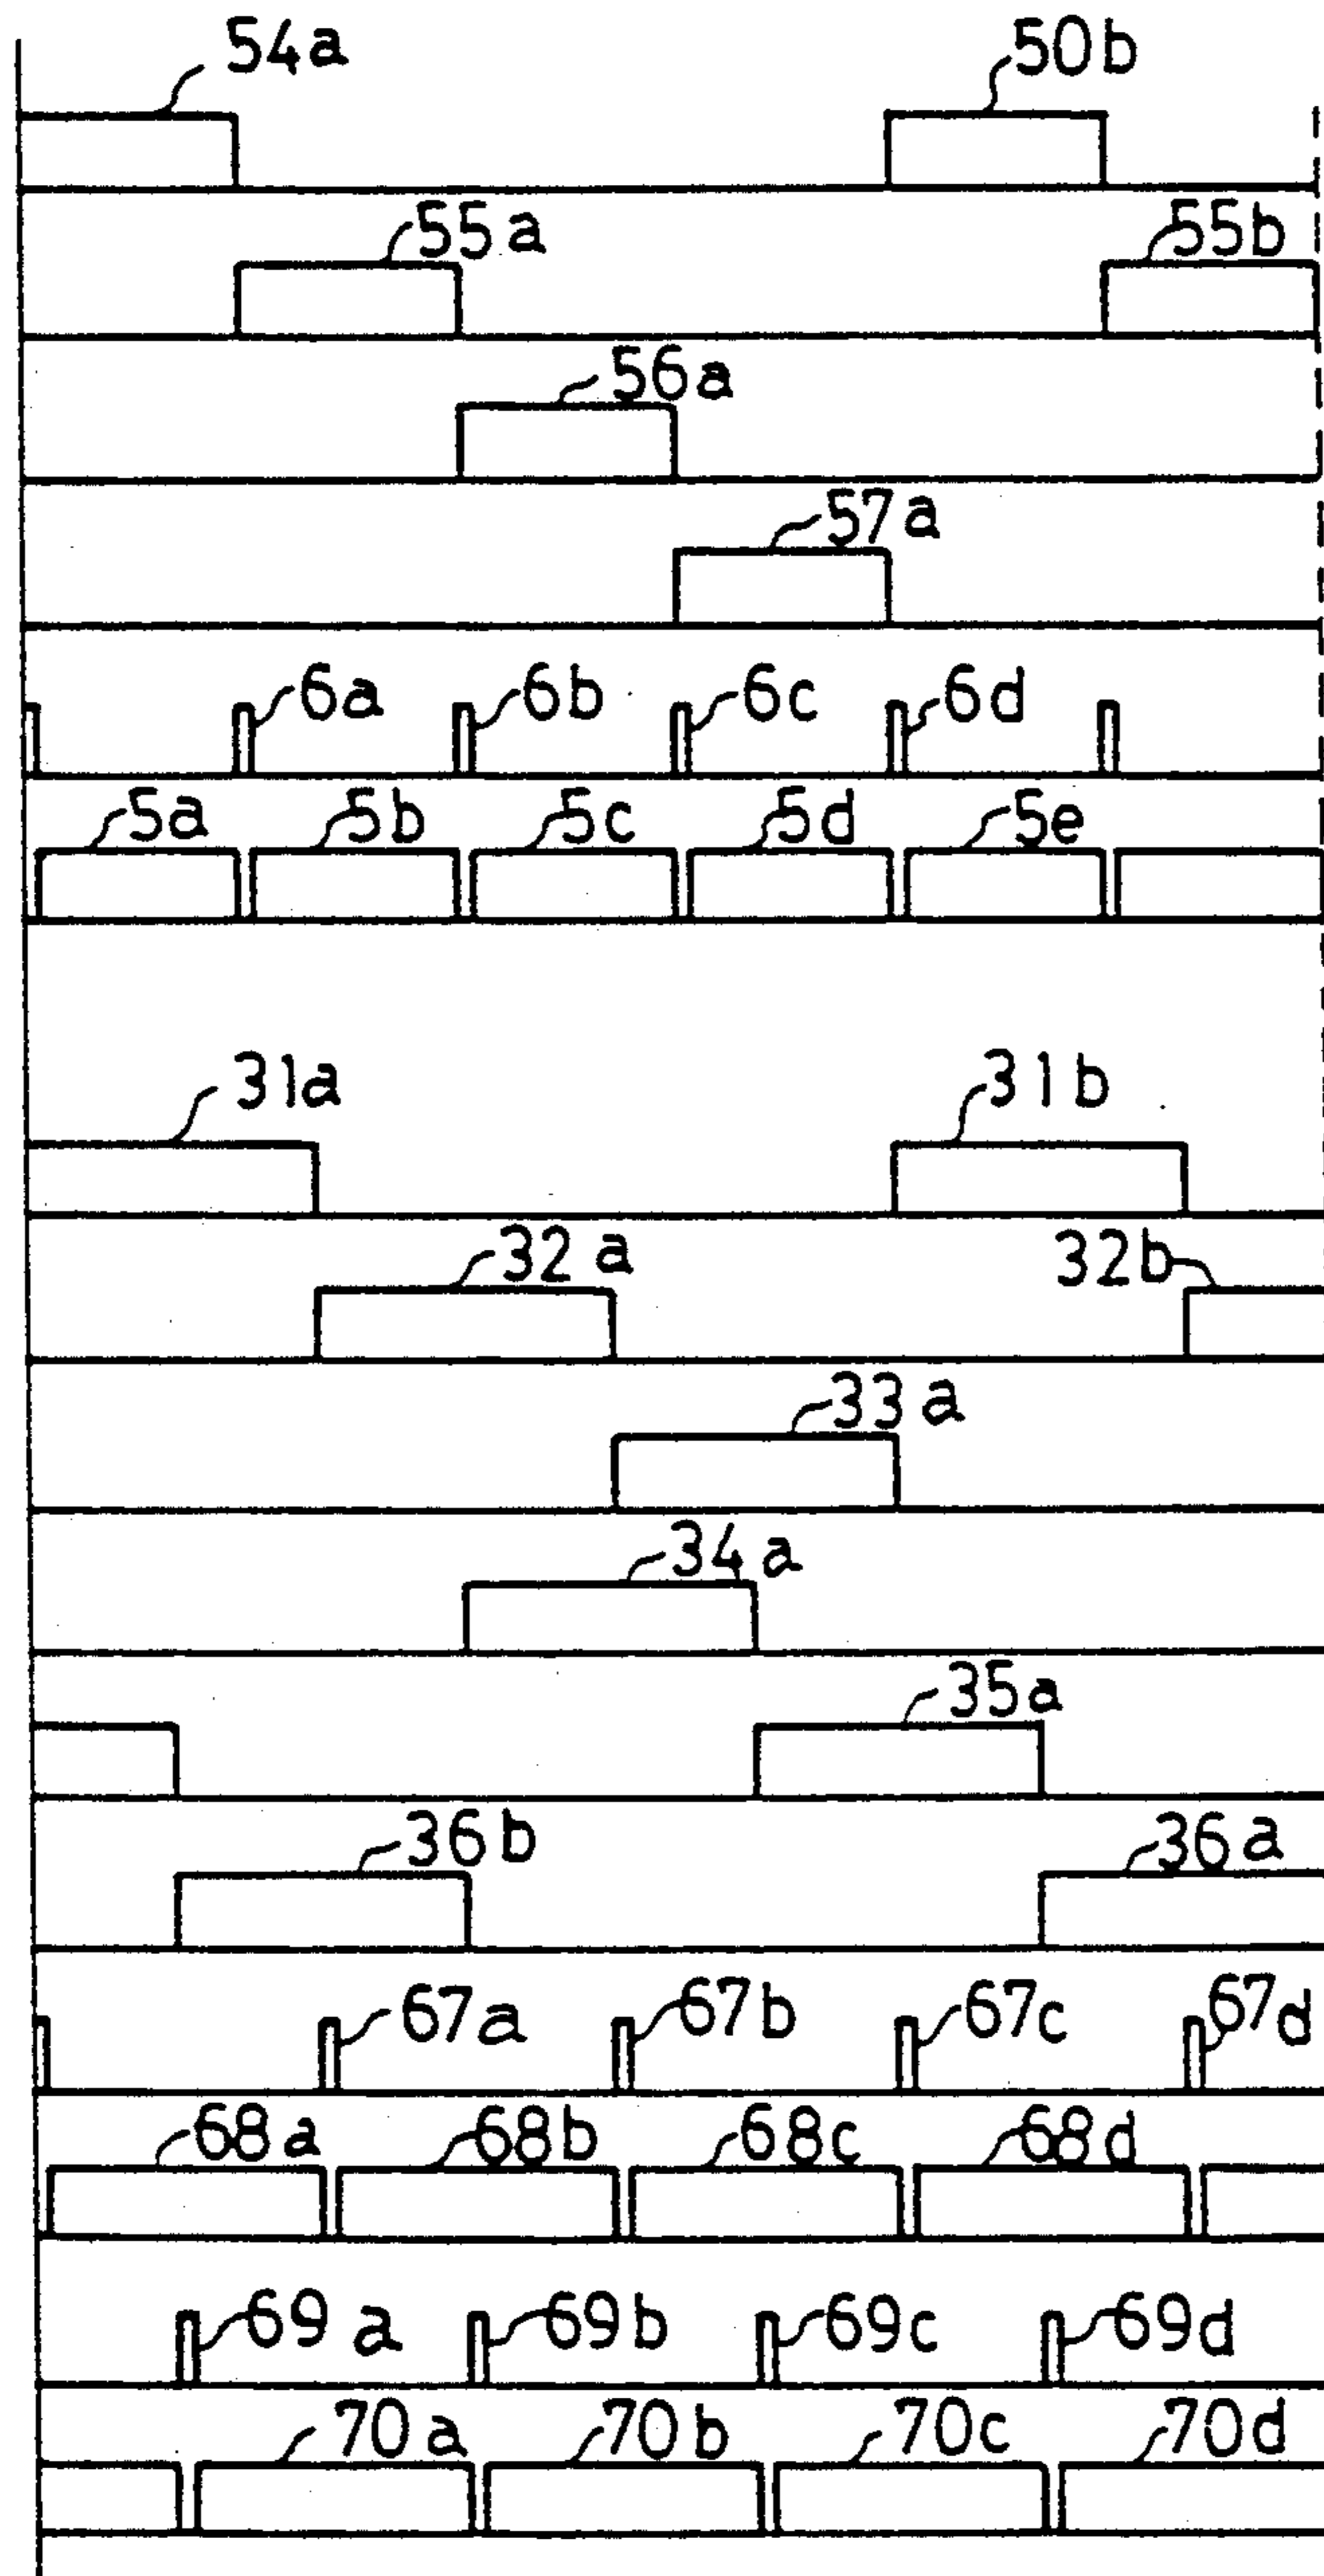 54a 50b
55a 55b
56a
57a
6a 6b 6c 6d
5a 5b 5c 5d 5e
31a 31b
32a 32b
33a
34a
35a
36b 36a
67a 67b 67c 67d
68a 68b 68c 68d
69a 69b 69c 69d
70a 70b 70c 70d